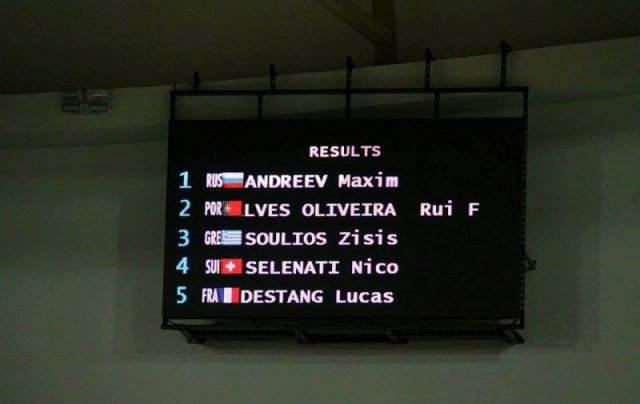 RESULTS
1 RUS ANDREEV Maxim
2 POR LVES OLIVEIRA Rui F
3 GRE SOULIOS Zisis
4 SUI SELENATI Nico
5 FRA DESTANG Lucas